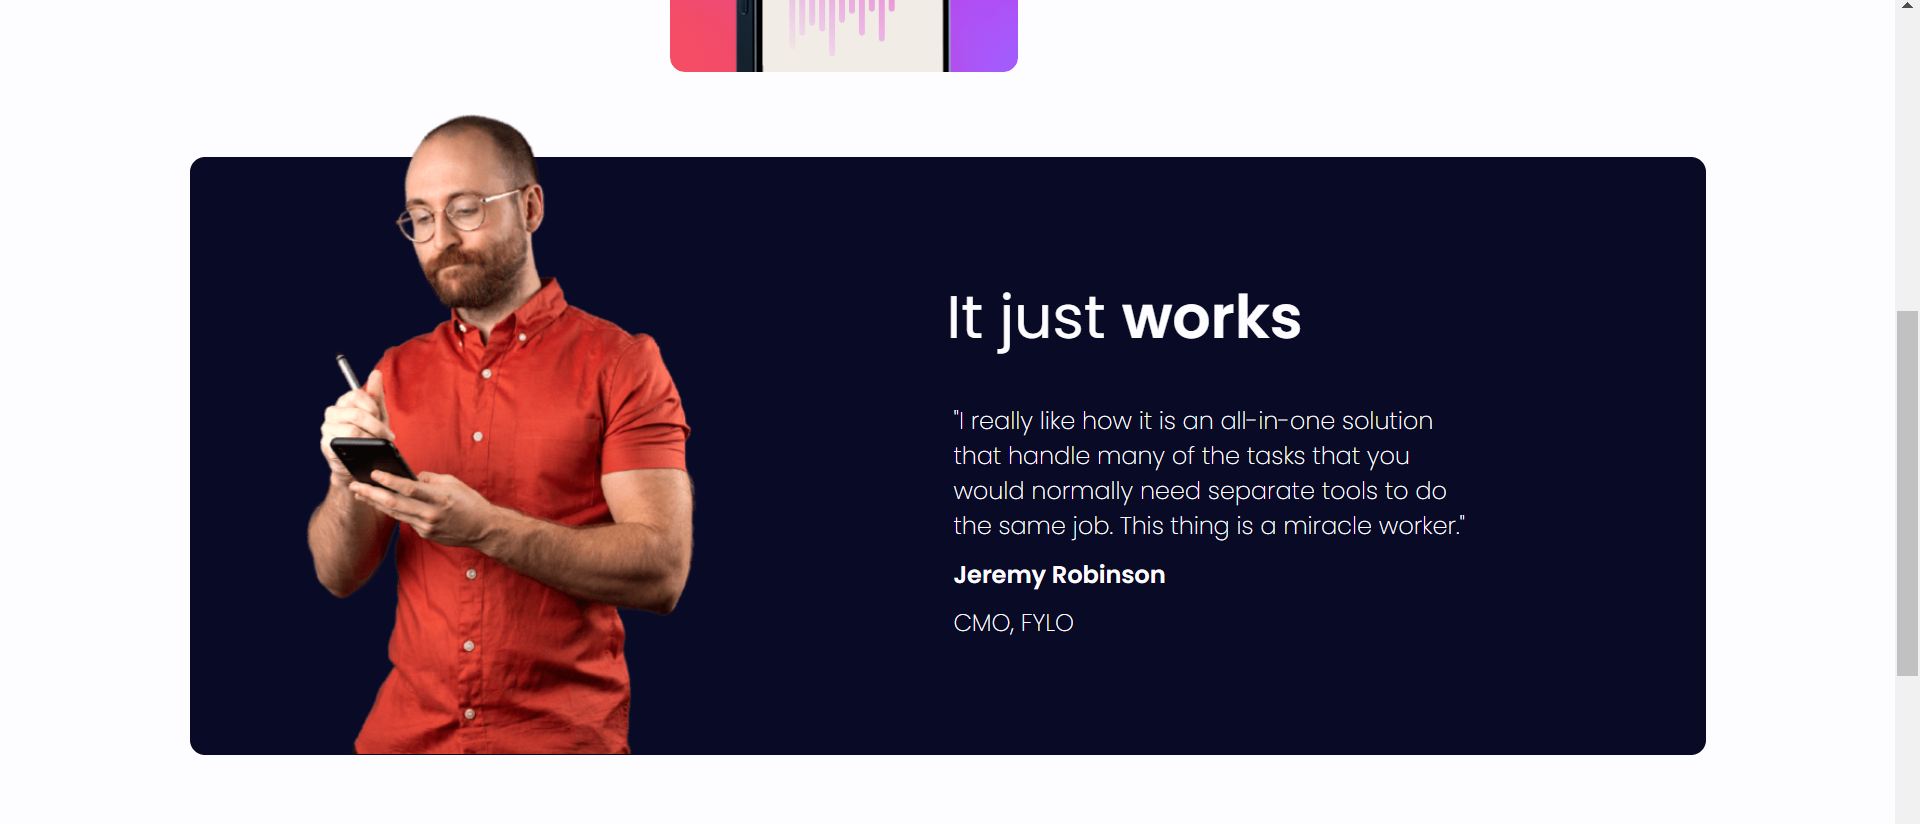 It just works
"I really like how it is an all-in-one solution
that handle many of the tasks that you
would normally need separate tools to do
the same job. This thing is a miracle worker."
Jeremy Robinson
CMO, FYLO